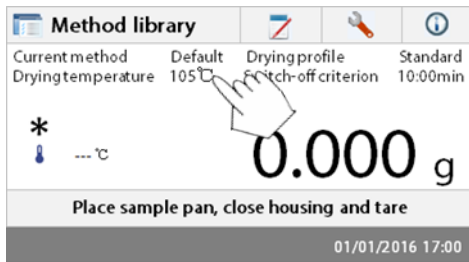 Method library
Current method Default Drying profile Standard
Drying temperature 105℃ Switch-off criterion 10:00min
*
--- ℃
0.000 g
Place sample pan, close housing and tare
01/01/2016 17:00